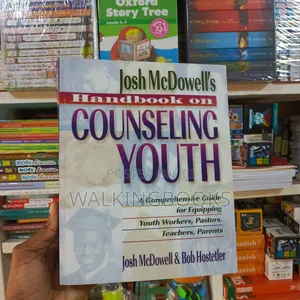 Oxford
Story Tree
Josh McDowell's
Handbook on
COUNSELING
YOUTH
WALKINGBOOKS
A Comprehensive Guide
for Equipping
Youth Workers, Pastors,
Teachers, Parents
Josh McDowell & Bob Hostetler